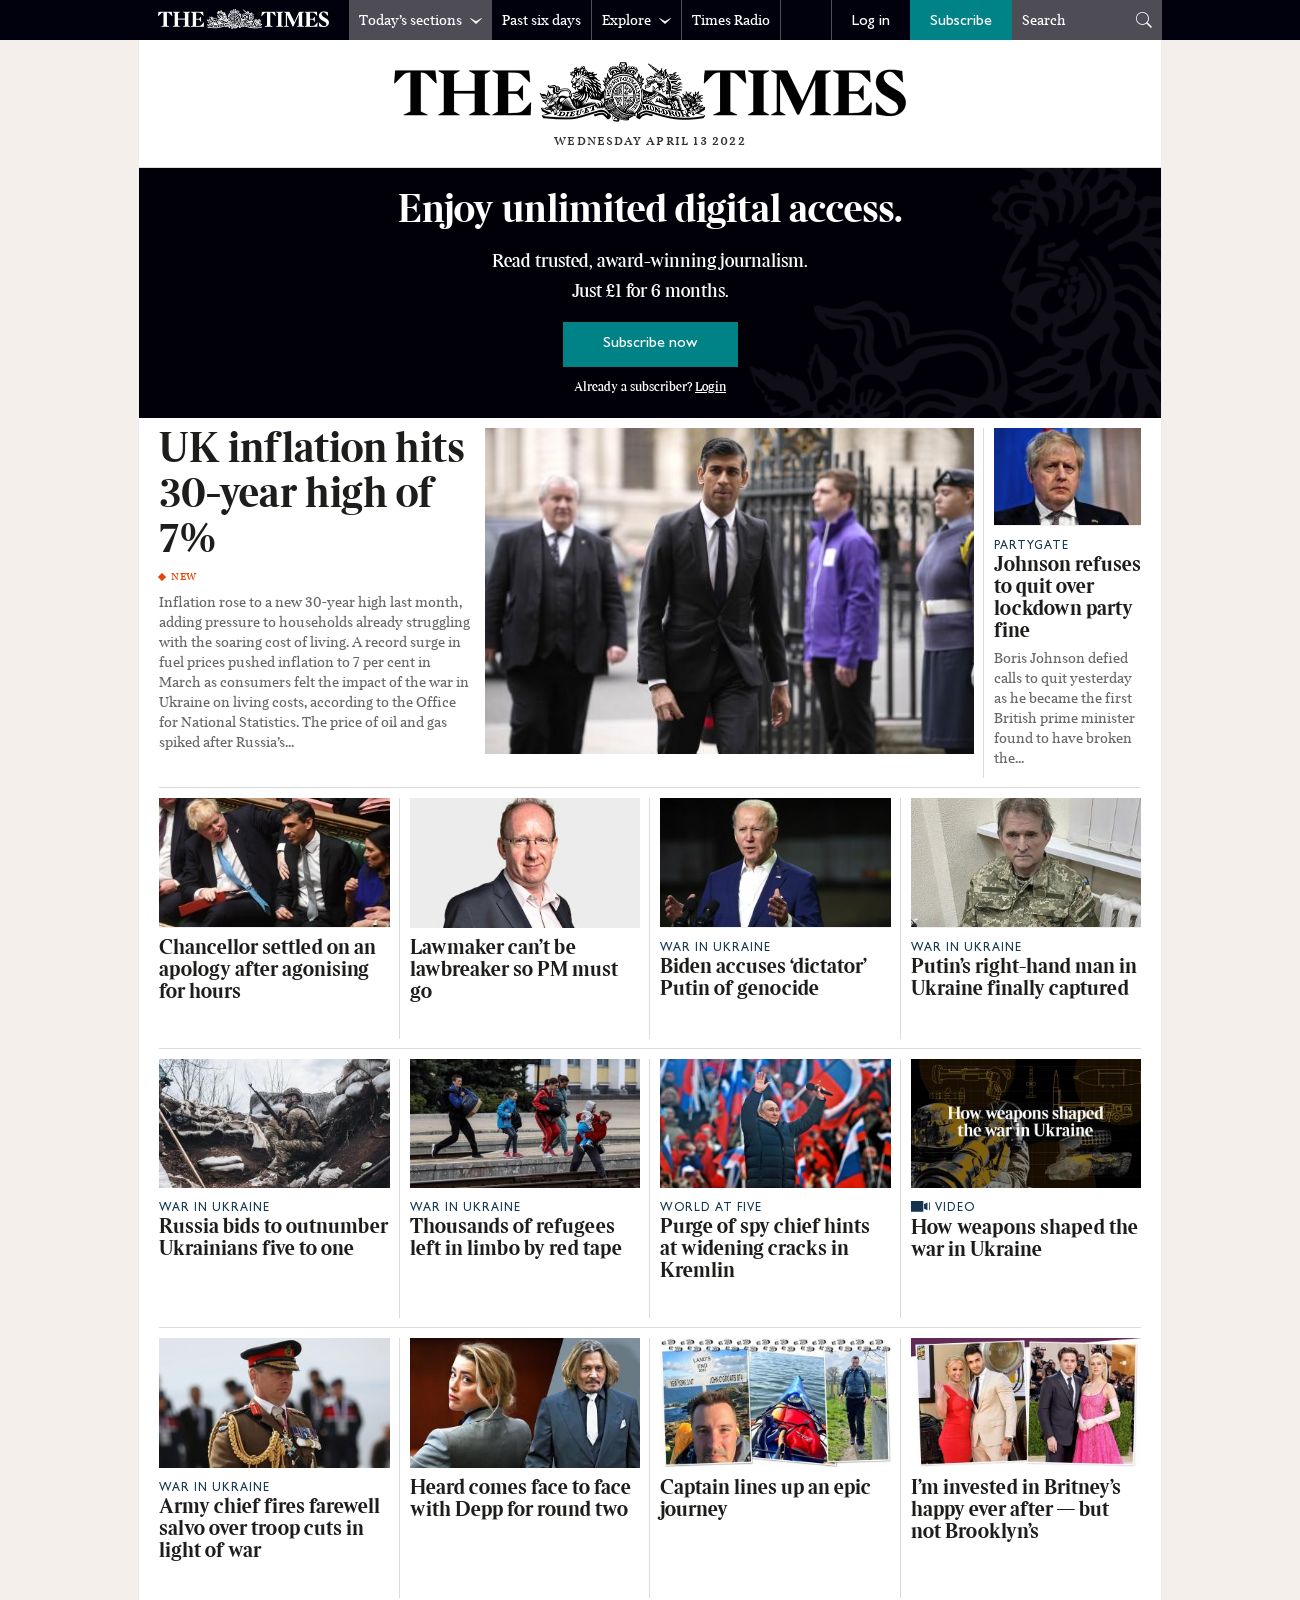 THE TIMES
Today's sections
Past six days
Explore
Times Radio
Log in
Subscribe
Search
THE TIMES
DIEU ET MON DROIT
WEDNESDAY APRIL 13 2022
Enjoy unlimited digital access.
Read trusted, award-winning journalism.
Just £1 for 6 months.
Subscribe now
Already a subscriber? Login
UK inflation hits
30-year high of
7%
NEW
Inflation rose to a new 30-year high last month,
adding pressure to households already struggling
with the soaring cost of living. A record surge in
fuel prices pushed inflation to 7 per cent in
March as consumers felt the impact of the war in
Ukraine on living costs, according to the Office
for National Statistics. The price of oil and gas
spiked after Russia's...
PARTYGATE
Johnson refuses
to quit over
lockdown party
fine
Boris Johnson defied
calls to quit yesterday
as he became the first
British prime minister
found to have broken
the...
Chancellor settled on an
apology after agonising
for hours
Lawmaker can't be
lawbreaker so PM must
go
WAR IN UKRAINE
Biden accuses ‘dictator’
Putin of genocide
WAR IN UKRAINE
Putin's right-hand man in
Ukraine finally captured
WAR IN UKRAINE
Russia bids to outnumber
Ukrainians five to one
WAR IN UKRAINE
Thousands of refugees
left in limbo by red tape
WORLD AT FIVE
Purge of spy chief hints
at widening cracks in
Kremlin
How weapons shaped
the war in Ukraine
VIDEO
How weapons shaped the
war in Ukraine
WAR IN UKRAINE
Army chief fires farewell
salvo over troop cuts in
light of war
Heard comes face to face
with Depp for round two
LAND'S
END
Captain lines up an epic
journey
I'm invested in Britney's
happy ever after — but
not Brooklyn's